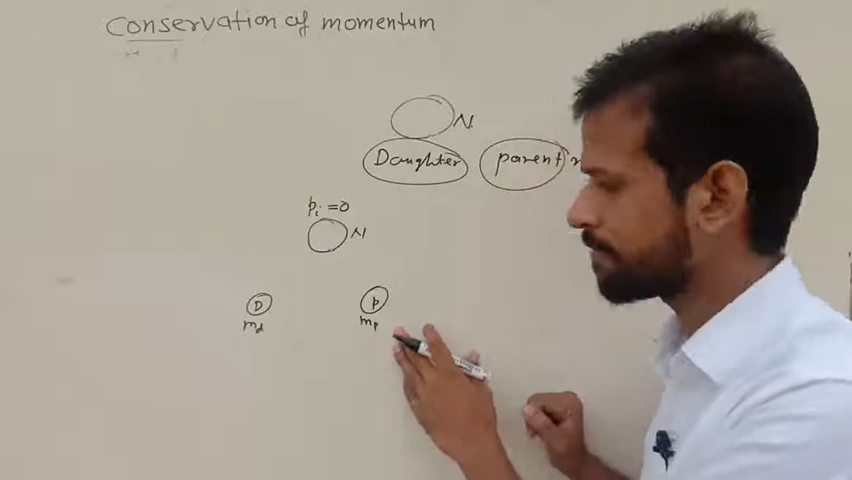 Conservation of momentum
N
Daughter parent
pi = 0
N
D p
md mp